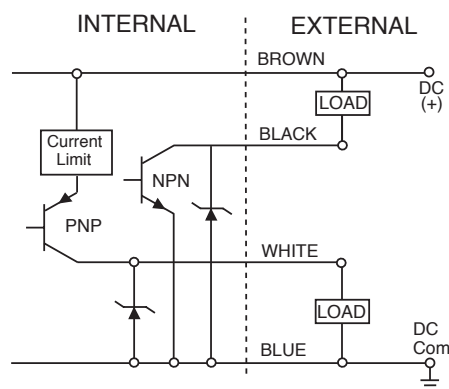 INTERNAL
EXTERNAL
BROWN
DC
(+)
LOAD
BLACK
Current
Limit
NPN
PNP
WHITE
LOAD
DC
Com
BLUE